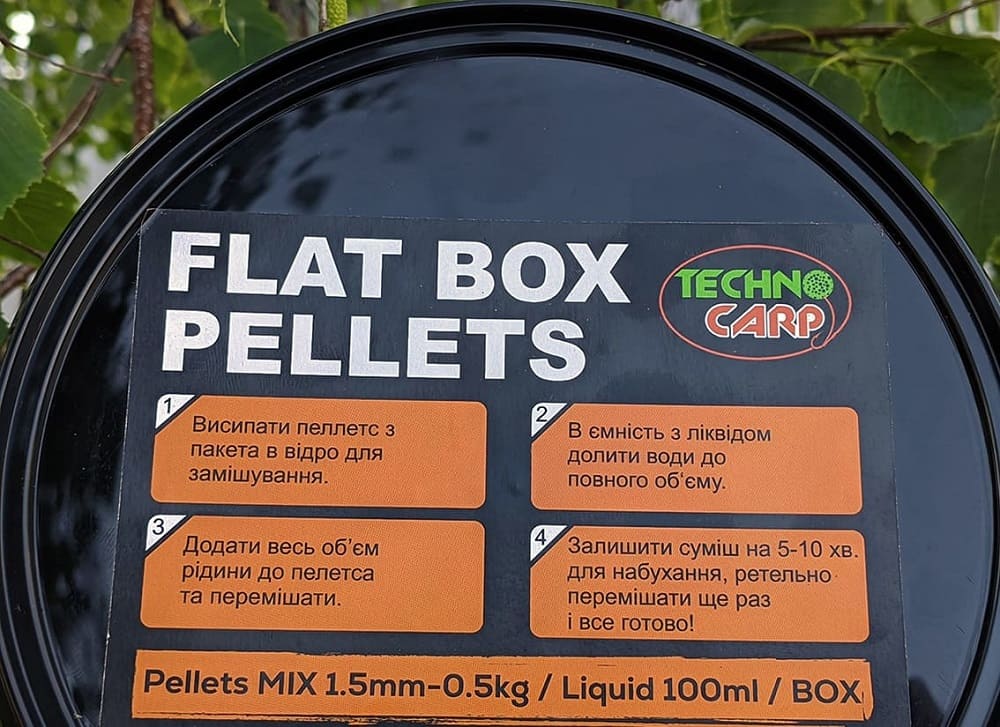 FLAT BOX
PELLETS
TECHNO
CARP
1
Висипати пеллетс з
пакета в відро для
замішування.
2
В ємність з ліквідом
долити води до
повного об‘єму.
3
Додати весь об’єм
рідини до пелетса
та перемішати.
4
Залишити суміш на 5-10 хв.
для набухання, ретельно
перемішати ще раз
і все готово!
Pellets MIX 1.5mm-0.5kg / Liquid 100ml / BOX